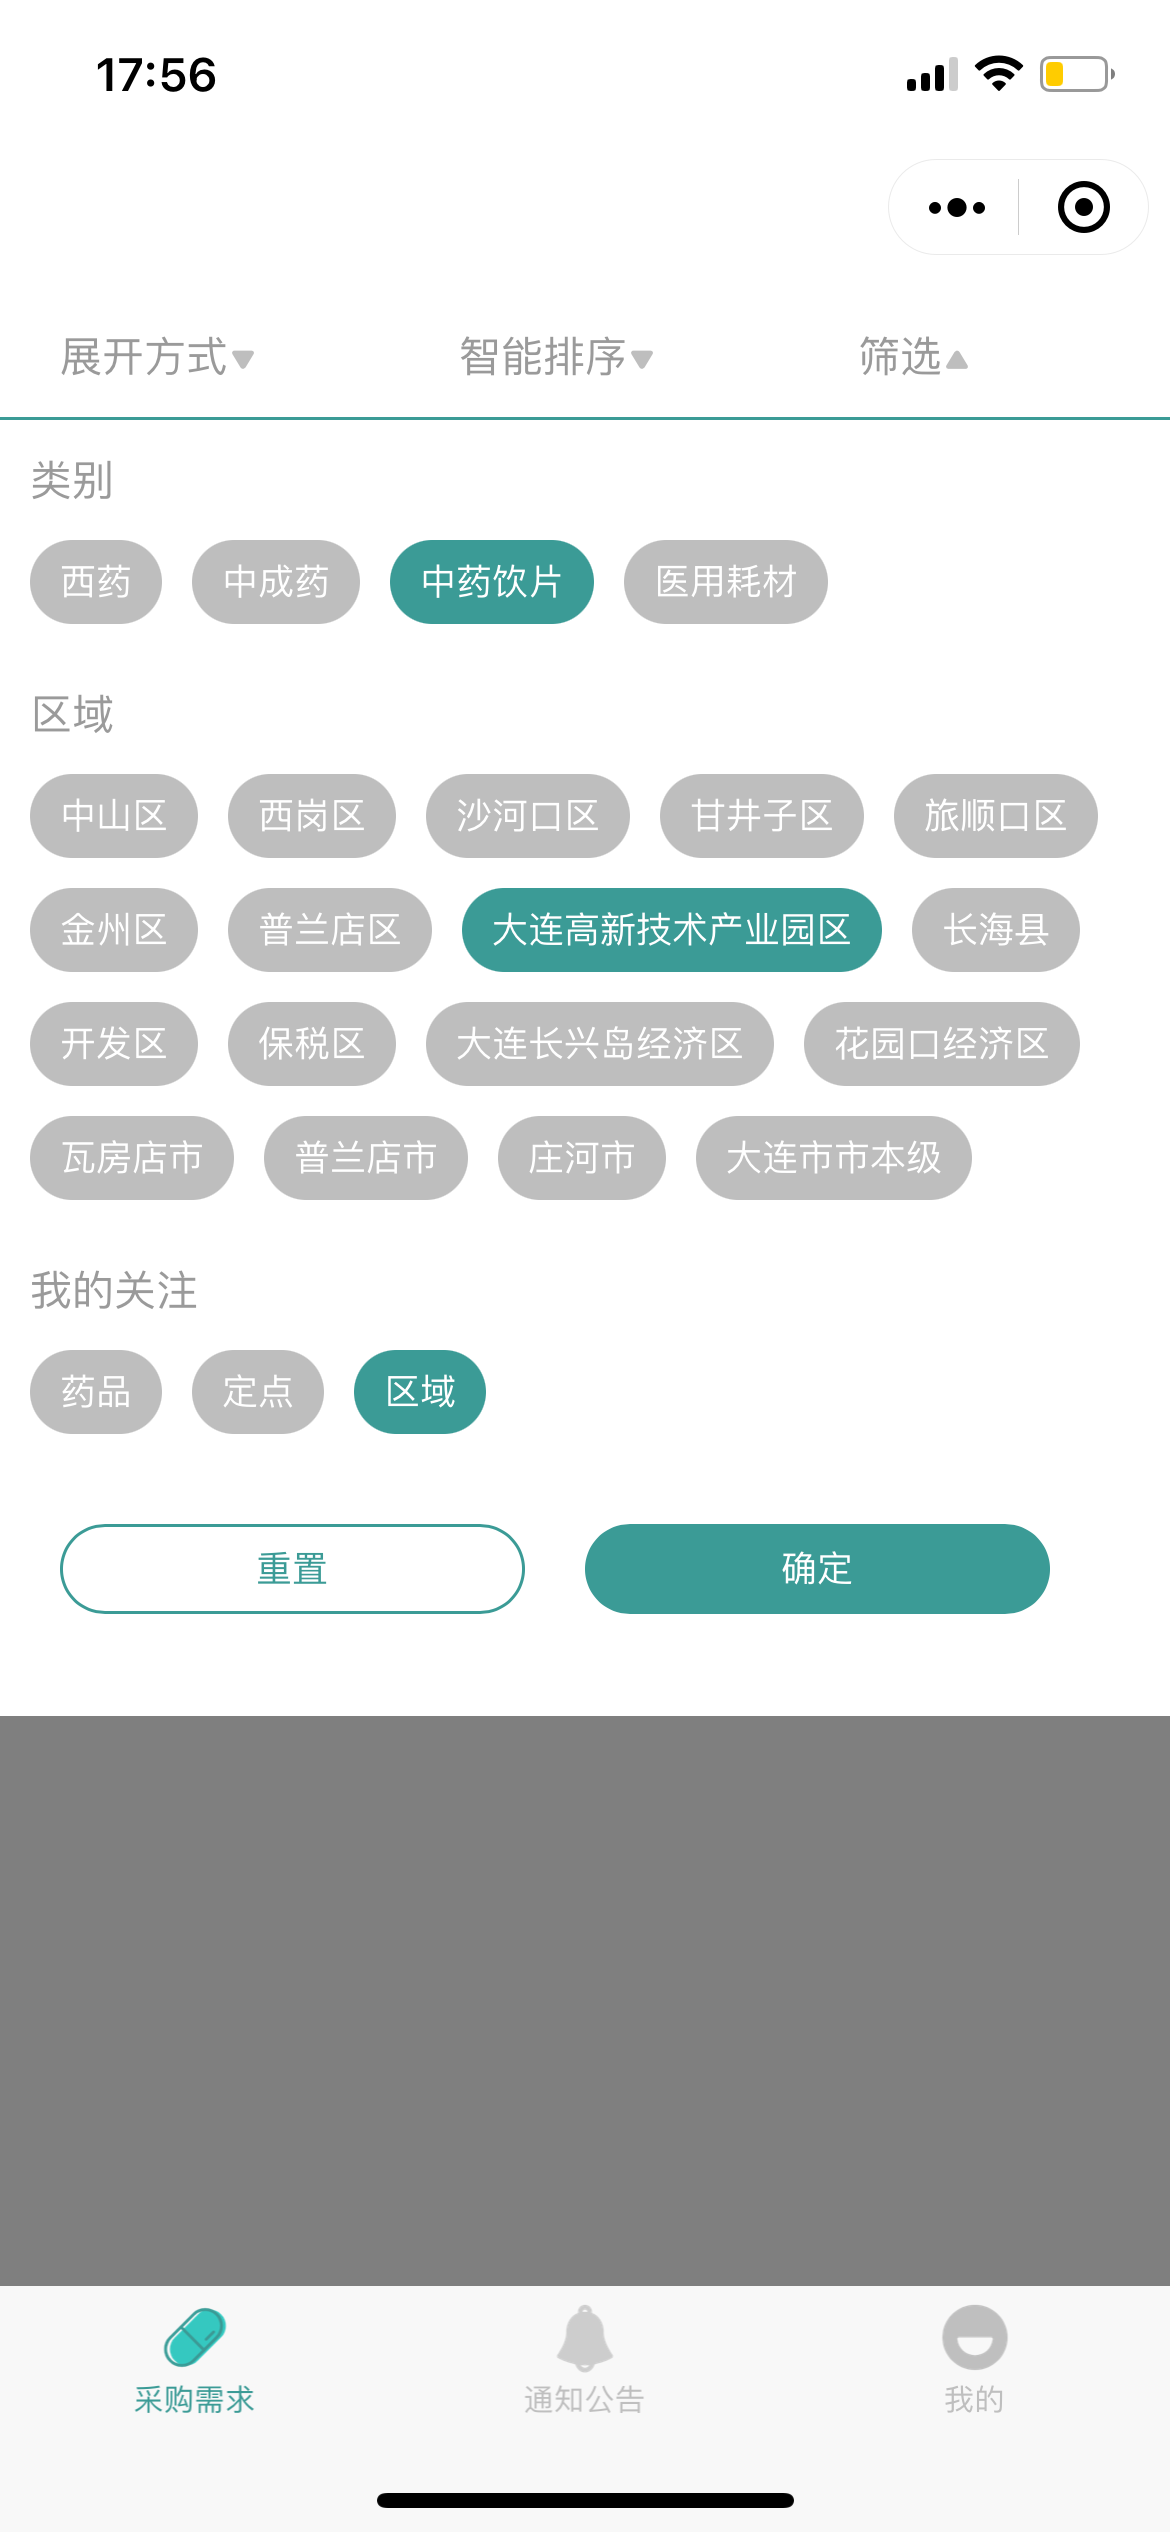 17:56
展开方式 智能排序 筛选
类别
西药 中成药 中药饮片 医用耗材
区域
中山区 西岗区 沙河口区 甘井子区 旅顺口区
金州区 普兰店区 大连高新技术产业园区 长海县
开发区 保税区 大连长兴岛经济区 花园口经济区
瓦房店市 普兰店市 庄河市 大连市市本级
我的关注
药品 定点 区域
重置 确定
采购需求 通知公告 我的